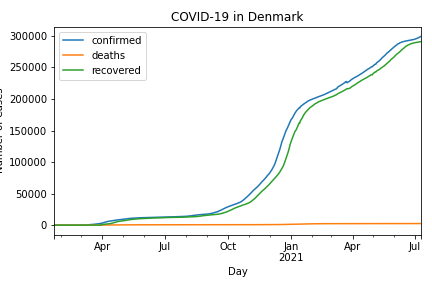 COVID-19 in Denmark
300000
250000
200000
150000
100000
50000
0
confirmed
deaths
recovered
Apr
Jul
Oct
Jan
2021
Apr
Jul
Day